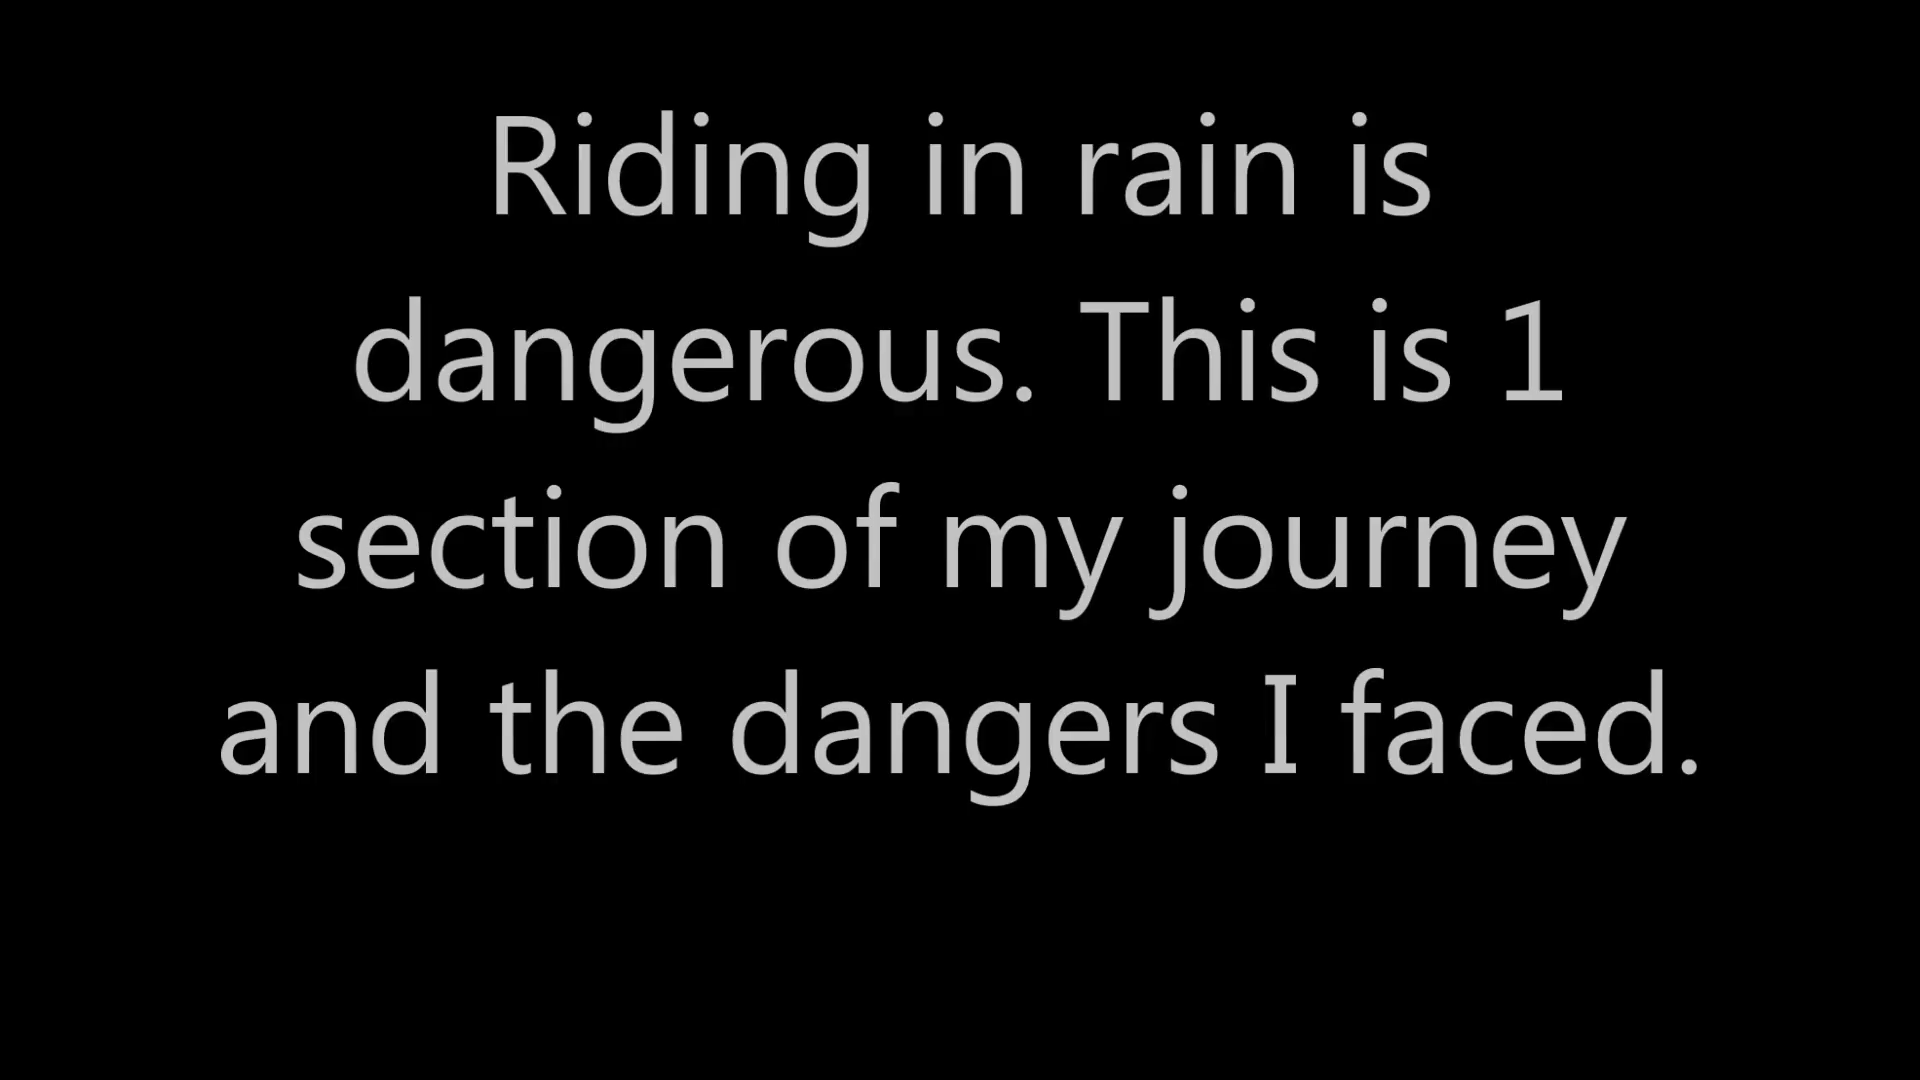 Riding in rain is
dangerous. This is 1
section of my journey
and the dangers I faced.